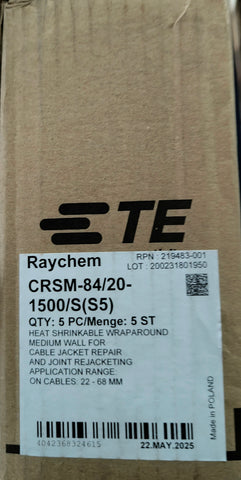 TE
RPN : 219483-001
LOT : 200231801950
Raychem
CRSM-84/20-
1500/S(S5)
QTY: 5 PC/Menge: 5 ST
HEAT SHRINKABLE WRAPAROUND
MEDIUM WALL FOR
CABLE JACKET REPAIR
AND JOINT REJACKETING
APPLICATION RANGE:
ON CABLES: 22 - 68 MM
Made in POLAND
4042368324615
22.MAY.2025